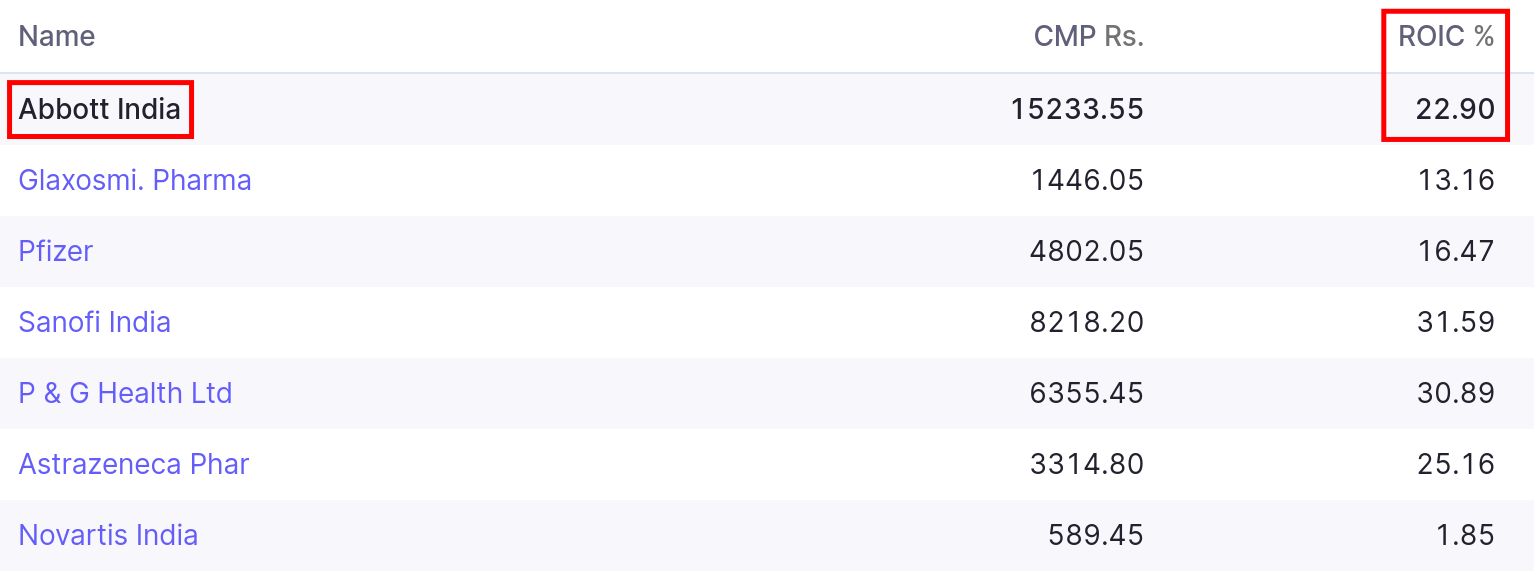 Name CMP Rs. ROIC %
Abbott India 15233.55 22.90
Glaxosmi. Pharma 1446.05 13.16
Pfizer 4802.05 16.47
Sanofi India 8218.20 31.59
P & G Health Ltd 6355.45 30.89
Astrazeneca Phar 3314.80 25.16
Novartis India 589.45 1.85